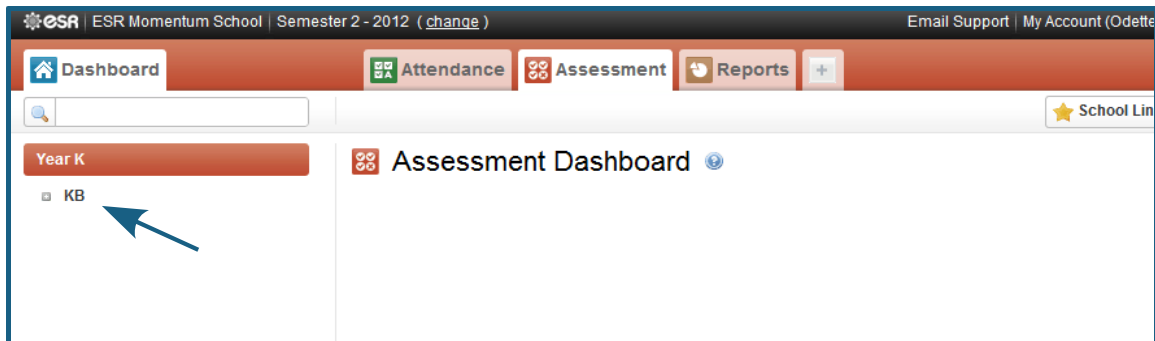 esr | ESR Momentum School | Semester 2 - 2012 ( change ) Email Support | My Account (Odette
Dashboard Attendance Assessment Reports +
School Lin
Year K Assessment Dashboard
KB